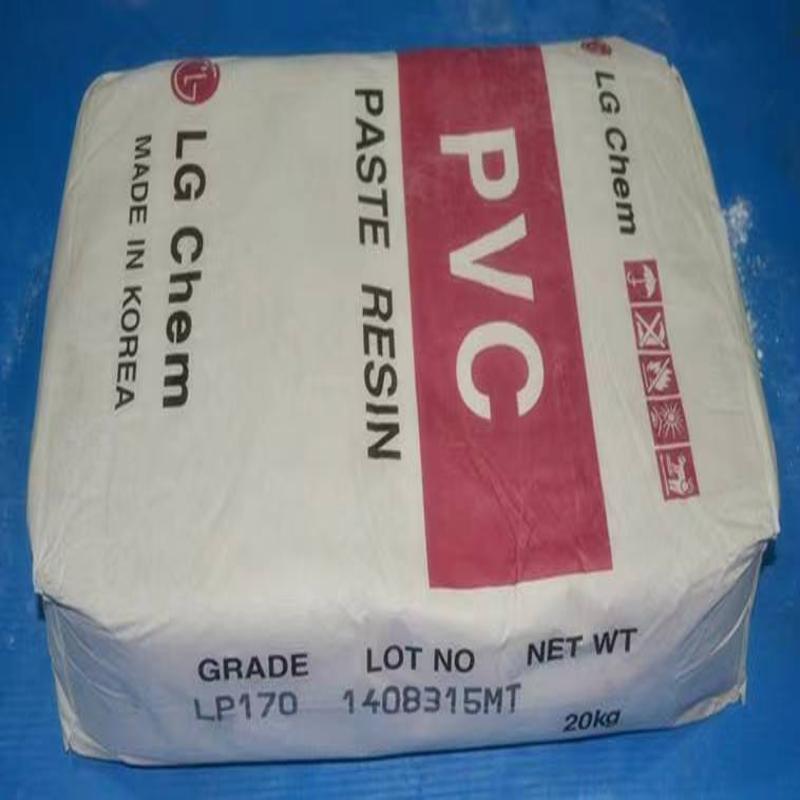 LG Chem
PVC
PASTE RESIN
LG Chem
MADE IN KOREA
GRADE LOT NO NET WT
LP170 1408315MT 20kg